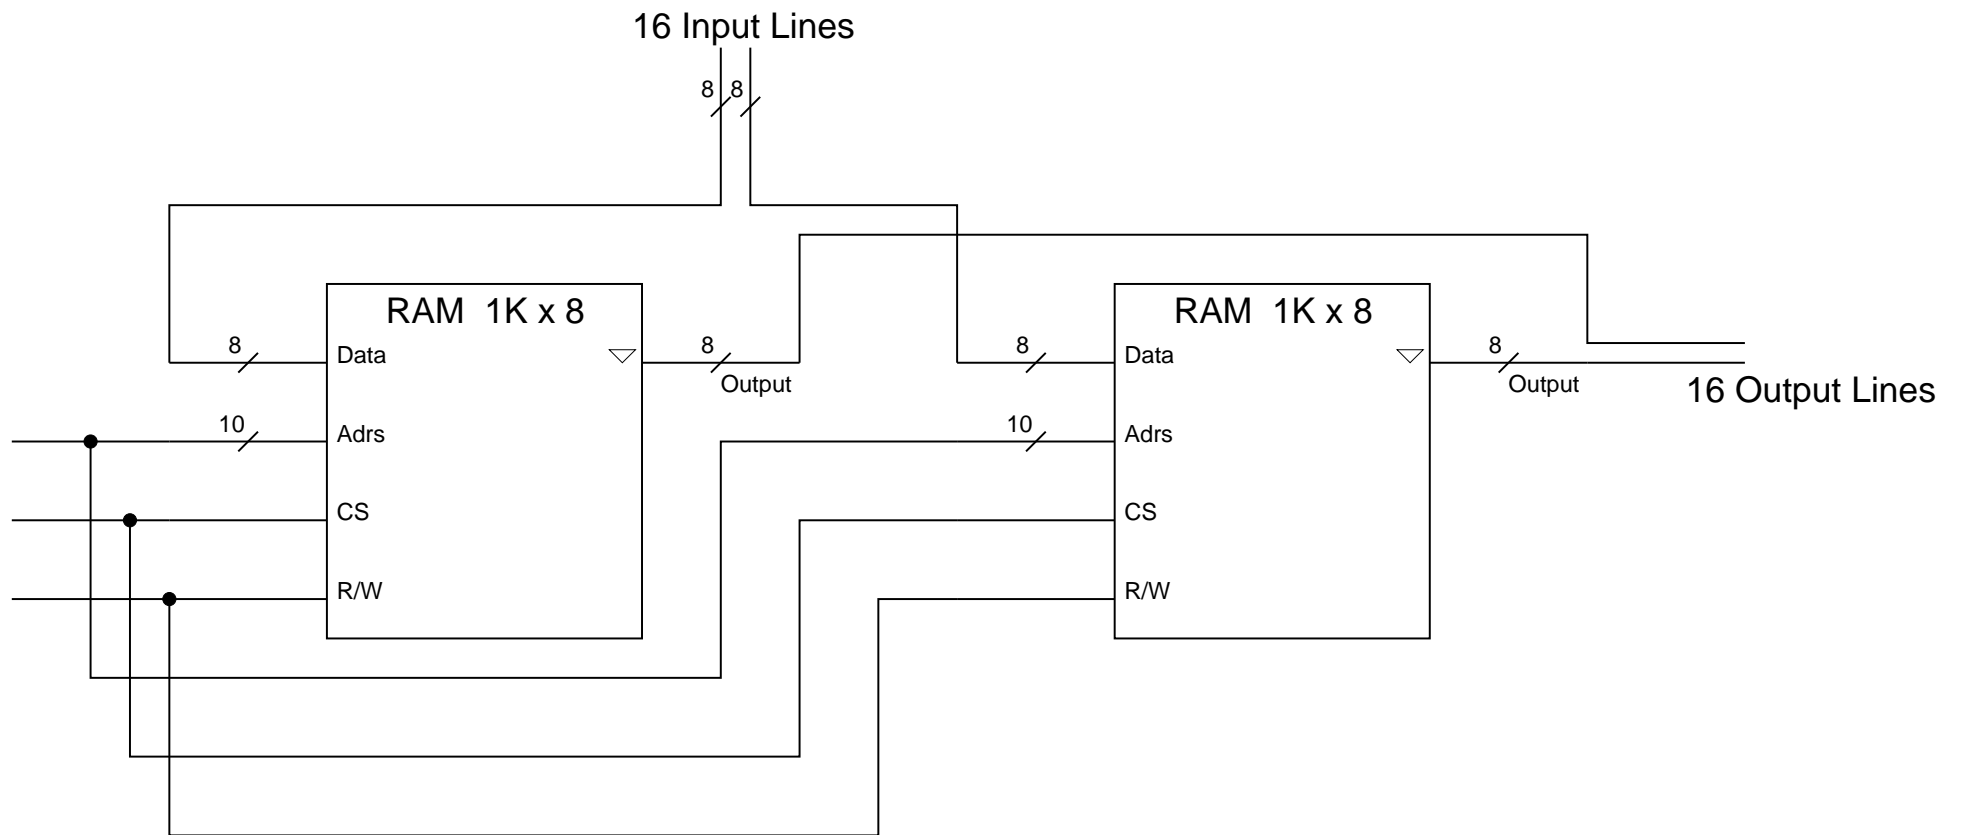 16 Input Lines
8 8
RAM 1K x 8
RAM 1K x 8
8
Data
8
Output
8
Data
8
Output
16 Output Lines
10
Adrs
10
Adrs
CS
CS
R/W
R/W